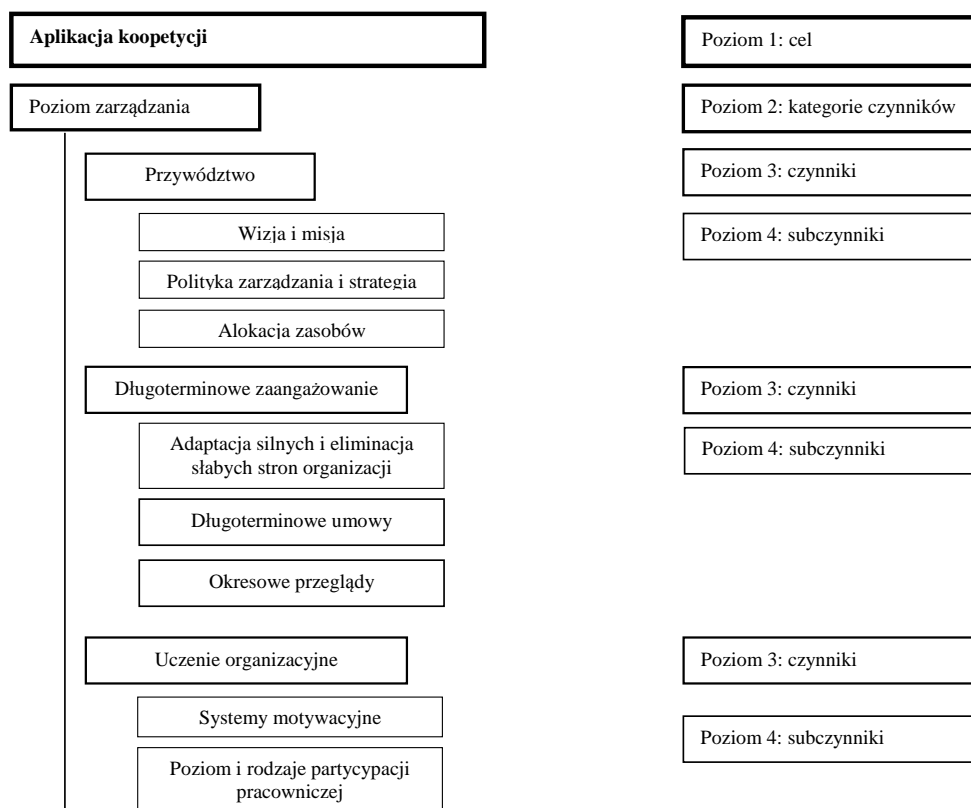 Aplikacja koopetycji
Poziom 1: cel
Poziom zarządzania
Poziom 2: kategorie czynników
Przywództwo
Poziom 3: czynniki
Wizja i misja
Poziom 4: subczynniki
Polityka zarządzania i strategia
Alokacja zasobów
Długoterminowe zaangażowanie
Poziom 3: czynniki
Adaptacja silnych i eliminacja
słabych stron organizacji
Poziom 4: subczynniki
Długoterminowe umowy
Okresowe przeglądy
Uczenie organizacyjne
Poziom 3: czynniki
Systemy motywacyjne
Poziom 4: subczynniki
Poziom i rodzaje partycypacji
pracowniczej